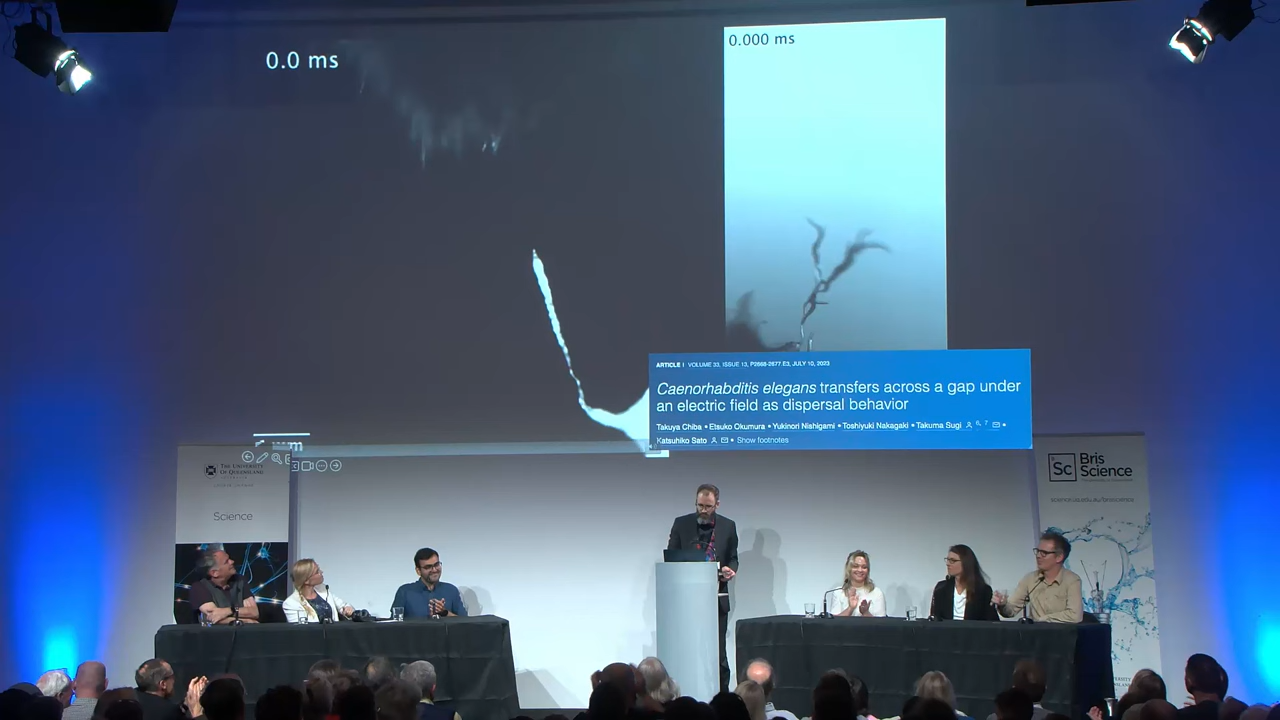 0.0 ms
0.000 ms
ARTICLE | VOLUME 33, ISSUE 13, P2668-2677.E3, JULY 10, 2023
Caenorhabditis elegans transfers across a gap under
an electric field as dispersal behavior
Takuya Chiba • Etsuko Okumura • Yukinori Nishigami • Toshiyuki Nakagaki • Takuma Sugi
Katsuhiko Sato
• Show footnotes
THE UNIVERSITY
OF QUEENSLAND
Science
Sc
Bris
Science